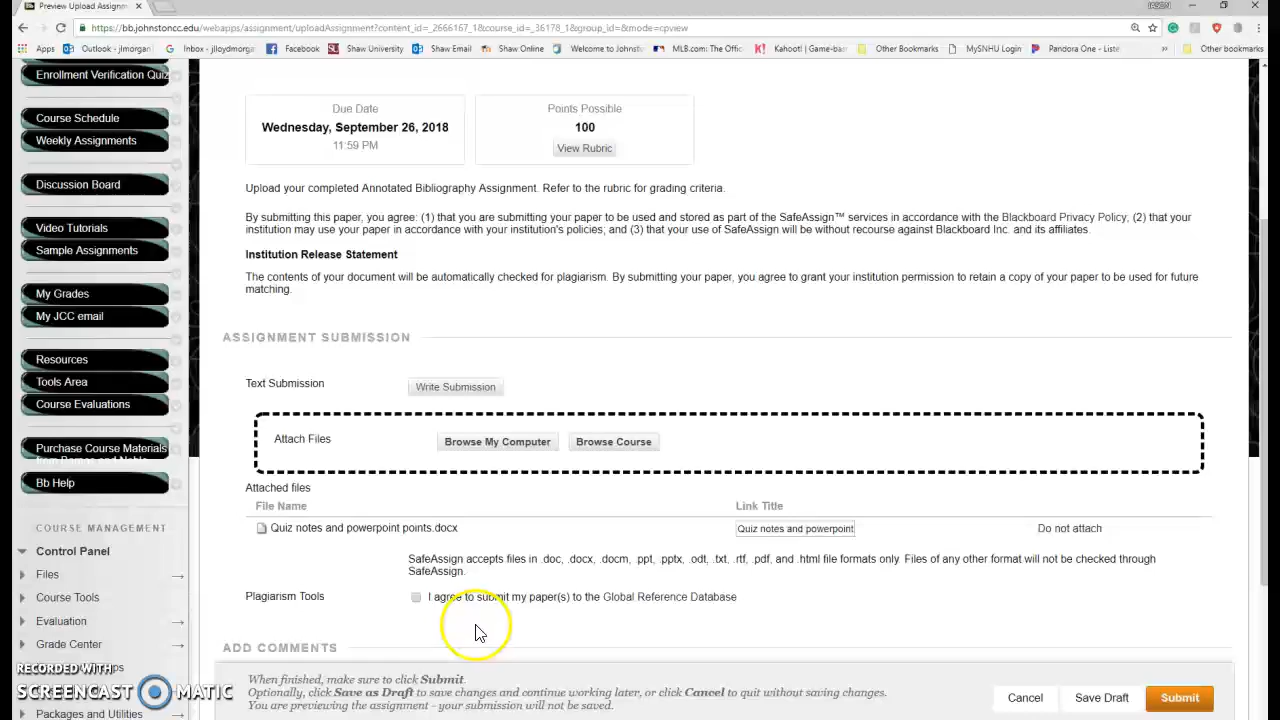 Preview Upload Assignm
JASON
https://bb.johnstoncc.edu/webapps/assignment/uploadAssignment?content_id=_2666167_1&course_id=_36178_1&group_id=&mode=cpview
Apps Outlook - jlmorgan Inbox - jlloydmorga Facebook Shaw University Shaw Email Shaw Online Welcome to Johnst MLB.com: The Offic Kahoot! | Game-bas Other Bookmarks MySNHU Login Pandora One - Liste » Other bookmarks
Enrollment Verification Quiz
Course Schedule
Weekly Assignments
Discussion Board
Video Tutorials
Sample Assignments
My Grades
My JCC email
Resources
Tools Area
Course Evaluations
Purchase Course Materials
from Barnes and Noble
Bb Help
COURSE MANAGEMENT
Control Panel
Files
Course Tools
Evaluation
Grade Center
Packages and Utilities
RECORDED WITH
SCREENCAST MATIC
Due Date
Wednesday, September 26, 2018
11:59 PM
Points Possible
100
View Rubric
Upload your completed Annotated Bibliography Assignment. Refer to the rubric for grading criteria.
By submitting this paper, you agree: (1) that you are submitting your paper to be used and stored as part of the SafeAssign™ services in accordance with the Blackboard Privacy Policy; (2) that your
institution may use your paper in accordance with your institution's policies; and (3) that your use of SafeAssign will be without recourse against Blackboard Inc. and its affiliates.
Institution Release Statement
The contents of your document will be automatically checked for plagiarism. By submitting your paper, you agree to grant your institution permission to retain a copy of your paper to be used for future
matching.
ASSIGNMENT SUBMISSION
Text Submission Write Submission
Attach Files Browse My Computer Browse Course
Attached files
File Name Link Title
Quiz notes and powerpoint points.docx Quiz notes and powerpoint Do not attach
SafeAssign accepts files in .doc, .docx, .docm, .ppt, .pptx, .odt, .txt, .rtf, .pdf, and .html file formats only. Files of any other format will not be checked through
SafeAssign.
Plagiarism Tools I agree to submit my paper(s) to the Global Reference Database
ADD COMMENTS
When finished, make sure to click Submit.
Optionally, click Save as Draft to save changes and continue working later, or click Cancel to quit without saving changes.
You are previewing the assignment - your submission will not be saved.
Cancel Save Draft Submit